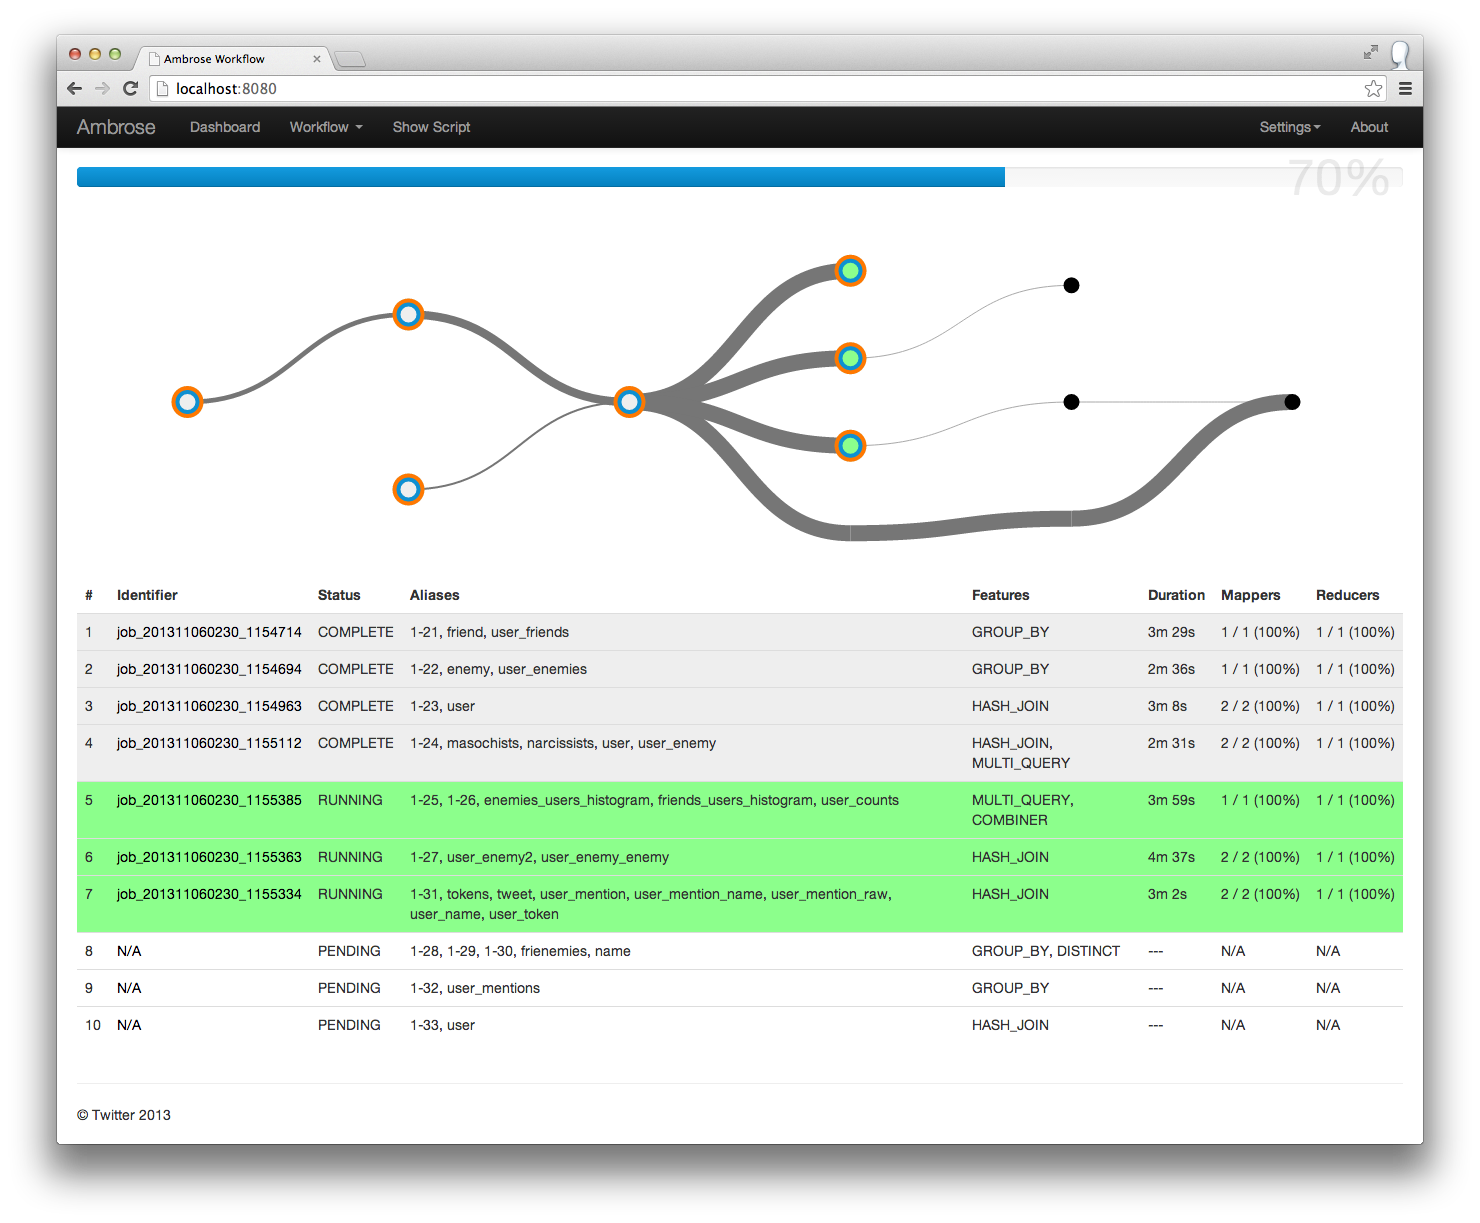 Ambrose Workflow
localhost:8080
Ambrose Dashboard Workflow Show Script Settings About
70%
# Identifier Status Aliases Features Duration Mappers Reducers
1 job_201311060230_1154714 COMPLETE 1-21, friend, user_friends GROUP_BY 3m 29s 1 / 1 (100%) 1 / 1 (100%)
2 job_201311060230_1154694 COMPLETE 1-22, enemy, user_enemies GROUP_BY 2m 36s 1 / 1 (100%) 1 / 1 (100%)
3 job_201311060230_1154963 COMPLETE 1-23, user HASH_JOIN 3m 8s 2 / 2 (100%) 1 / 1 (100%)
4 job_201311060230_1155112 COMPLETE 1-24, masochists, narcissists, user, user_enemy HASH_JOIN, 2m 31s 2 / 2 (100%) 1 / 1 (100%)
MULTI_QUERY
5 job_201311060230_1155385 RUNNING 1-25, 1-26, enemies_users_histogram, friends_users_histogram, user_counts MULTI_QUERY, 3m 59s 1 / 1 (100%) 1 / 1 (100%)
COMBINER
6 job_201311060230_1155363 RUNNING 1-27, user_enemy2, user_enemy_enemy HASH_JOIN 4m 37s 2 / 2 (100%) 1 / 1 (100%)
7 job_201311060230_1155334 RUNNING 1-31, tokens, tweet, user_mention, user_mention_name, user_mention_raw, HASH_JOIN 3m 2s 2 / 2 (100%) 1 / 1 (100%)
user_name, user_token
8 N/A PENDING 1-28, 1-29, 1-30, frienemies, name GROUP_BY, DISTINCT --- N/A N/A
9 N/A PENDING 1-32, user_mentions GROUP_BY --- N/A N/A
10 N/A PENDING 1-33, user HASH_JOIN --- N/A N/A
© Twitter 2013